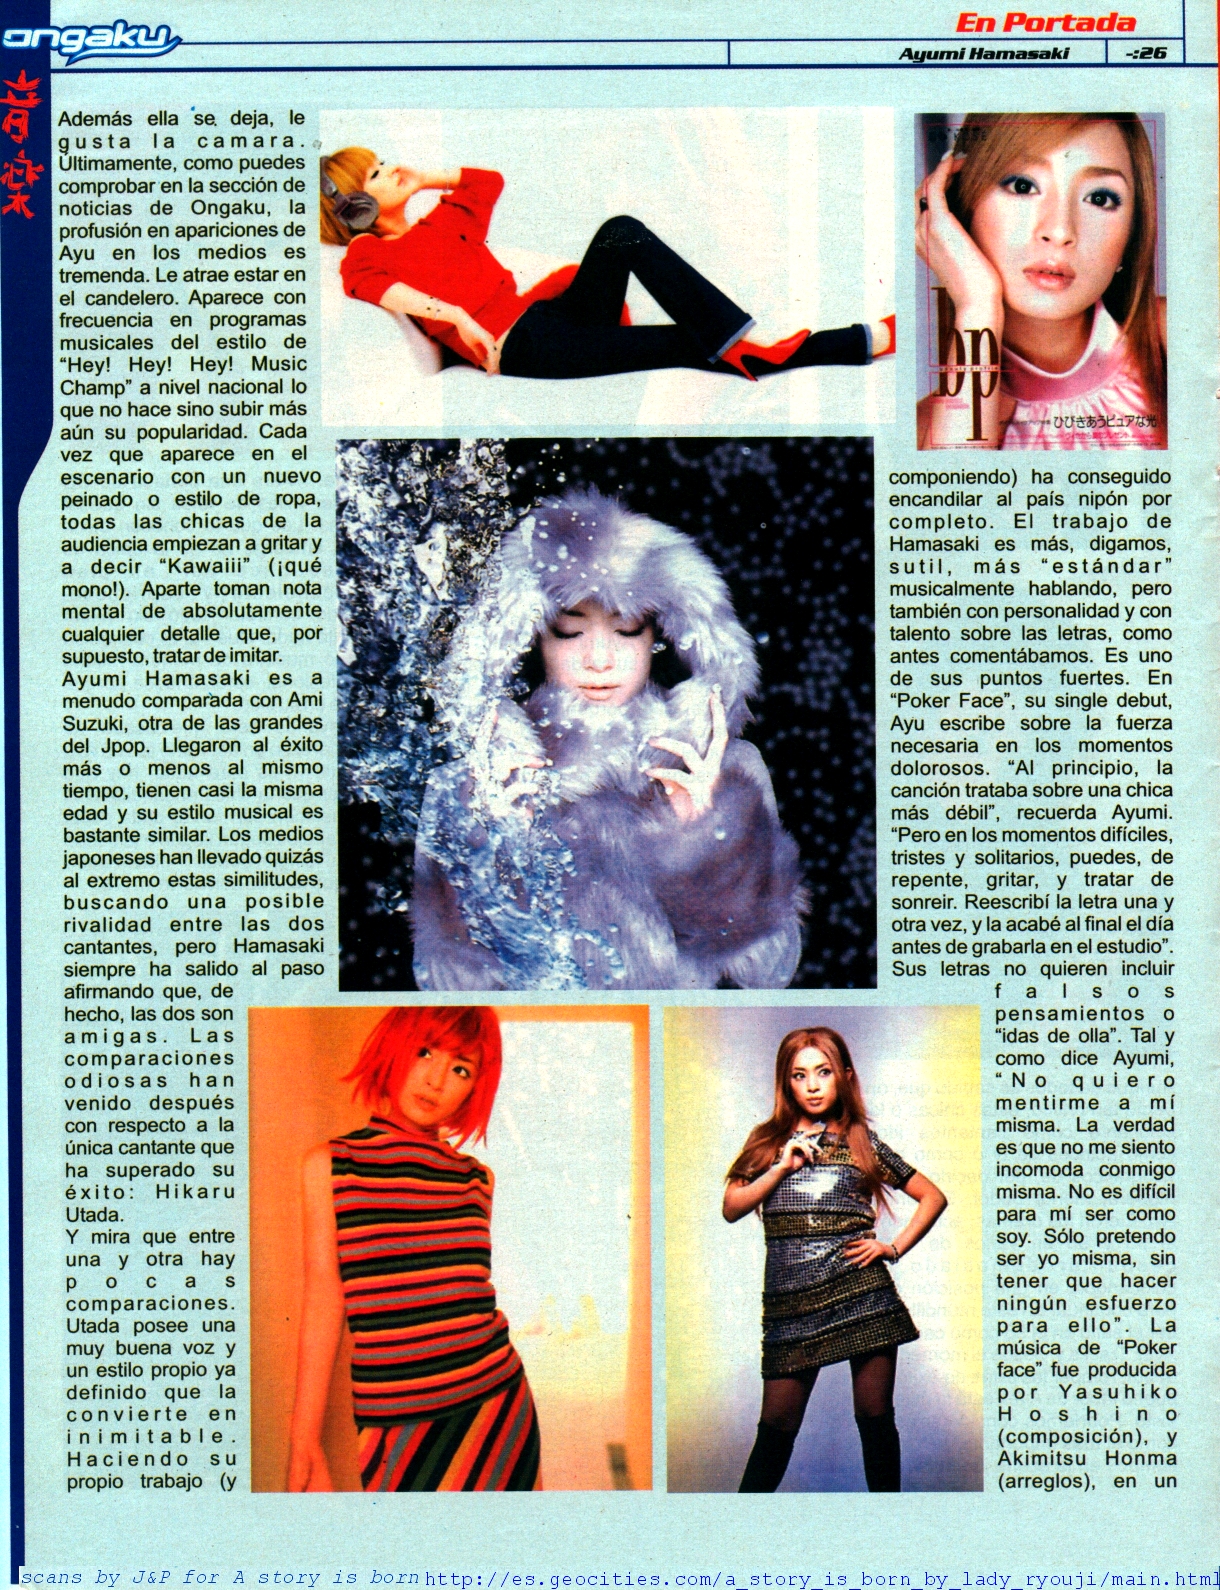 ongaku
En Portada
Ayumi Hamasaki
-:26
音楽
Además ella se deja, le
gusta la camara.
Últimamente, como puedes
comprobar en la sección de
noticias de Ongaku, la
profusión en apariciones de
Ayu en los medios es
tremenda. Le atrae estar en
el candelero. Aparece con
frecuencia en programas
musicales del estilo de
“Hey! Hey! Hey! Music
Champ” a nivel nacional lo
que no hace sino subir más
aún su popularidad. Cada
vez que aparece en el
escenario con un nuevo
peinado o estilo de ropa,
todas las chicas de la
audiencia empiezan a gritar y
a decir “Kawaiii” (¡qué
mono!). Aparte toman nota
mental de absolutamente
cualquier detalle que, por
supuesto, tratar de imitar.
Ayumi Hamasaki es a
menudo comparada con Ami
Suzuki, otra de las grandes
del Jpop. Llegaron al éxito
más o menos al mismo
tiempo, tienen casi la misma
edad y su estilo musical es
bastante similar. Los medios
japoneses han llevado quizás
al extremo estas similitudes,
buscando una posible
rivalidad entre las dos
cantantes, pero Hamasaki
siempre ha salido al paso
afirmando que, de
hecho, las dos son
amigas. Las
comparaciones
odiosas han
venido después
con respecto a la
única cantante que
ha superado su
éxito: Hikaru
Utada.
Y mira que entre
una y otra hay
pocas
comparaciones.
Utada posee una
muy buena voz y
un estilo propio ya
definido que la
convierte en
inimitable.
Haciendo su
propio trabajo (y
bp
ひびきあうピュアな光
componiendo) ha conseguido
encandilar al país nipón por
completo. El trabajo de
Hamasaki es más, digamos,
sutil, más “estándar”
musicalmente hablando, pero
también con personalidad y con
talento sobre las letras, como
antes comentábamos. Es uno
de sus puntos fuertes. En
“Poker Face”, su single debut,
Ayu escribe sobre la fuerza
necesaria en los momentos
dolorosos. “Al principio, la
canción trataba sobre una chica
más débil”, recuerda Ayumi.
“Pero en los momentos difíciles,
tristes y solitarios, puedes, de
repente, gritar, y tratar de
sonreir. Reescribí la letra una y
otra vez, y la acabé al final el día
antes de grabarla en el estudio”.
Sus letras no quieren incluir
falsos
pensamientos o
“idas de olla”. Tal y
como dice Ayumi,
“No quiero
mentirme a mí
misma. La verdad
es que no me siento
incomoda conmigo
misma. No es difícil
para mí ser como
soy. Sólo pretendo
ser yo misma, sin
tener que hacer
ningún esfuerzo
para ello”. La
música de “Poker
face” fue producida
por Yasuhiko
Hoshino
(composición), y
Akimitsu Honma
(arreglos), en un
scans by J&P for A story is born http://es.geocities.com/a_story_is_born_by_lady_ryouji/main.html